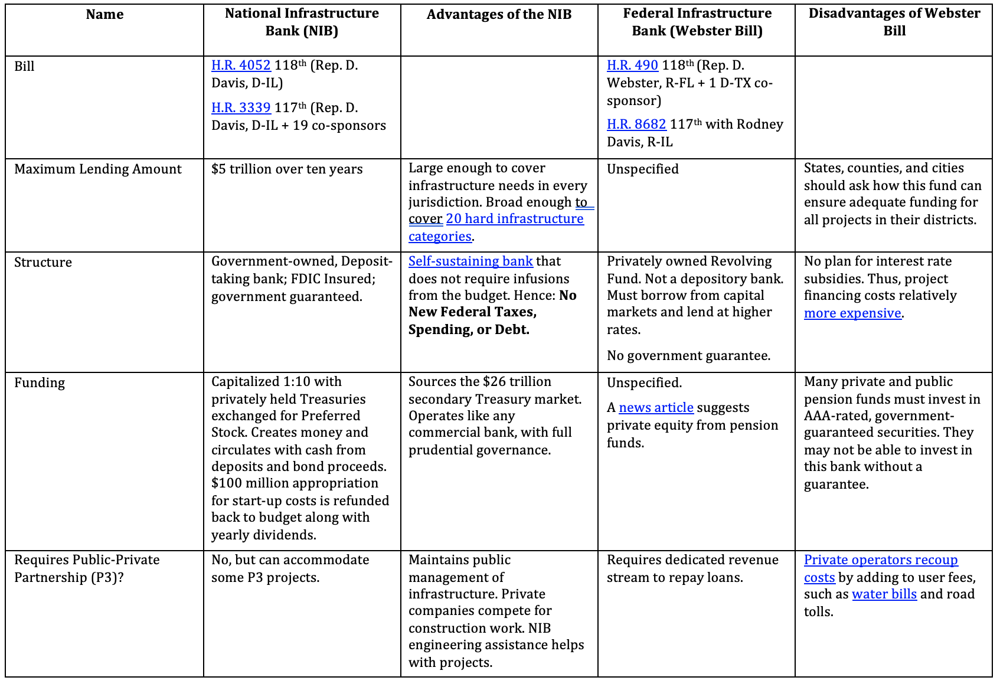 Name
National Infrastructure
Bank (NIB)
Advantages of the NIB
Federal Infrastructure
Bank (Webster Bill)
Disadvantages of Webster
Bill
Bill
H.R. 4052 118th (Rep. D.
Davis, D-IL)
H.R. 3339 117th (Rep. D.
Davis, D-IL + 19 co-sponsors
H.R. 490 118th (Rep. D.
Webster, R-FL + 1 D-TX co-
sponsor)
H.R. 8682 117th with Rodney
Davis, R-IL
Maximum Lending Amount
$5 trillion over ten years
Large enough to cover
infrastructure needs in every
jurisdiction. Broad enough to
cover 20 hard infrastructure
categories.
Unspecified
States, counties, and cities
should ask how this fund can
ensure adequate funding for
all projects in their districts.
Structure
Government-owned, Deposit-
taking bank; FDIC Insured;
government guaranteed.
Self-sustaining bank that
does not require infusions
from the budget. Hence: No
New Federal Taxes,
Spending, or Debt.
Privately owned Revolving
Fund. Not a depository bank.
Must borrow from capital
markets and lend at higher
rates.
No government guarantee.
No plan for interest rate
subsidies. Thus, project
financing costs relatively
more expensive.
Funding
Capitalized 1:10 with
privately held Treasuries
exchanged for Preferred
Stock. Creates money and
circulates with cash from
deposits and bond proceeds.
$100 million appropriation
for start-up costs is refunded
back to budget along with
yearly dividends.
Sources the $26 trillion
secondary Treasury market.
Operates like any
commercial bank, with full
prudential governance.
Unspecified.
A news article suggests
private equity from pension
funds.
Many private and public
pension funds must invest in
AAA-rated, government-
guaranteed securities. They
may not be able to invest in
this bank without a
guarantee.
Requires Public-Private
Partnership (P3)?
No, but can accommodate
some P3 projects.
Maintains public
management of
infrastructure. Private
companies compete for
construction work. NIB
engineering assistance helps
with projects.
Requires dedicated revenue
stream to repay loans.
Private operators recoup
costs by adding to user fees,
such as water bills and road
tolls.